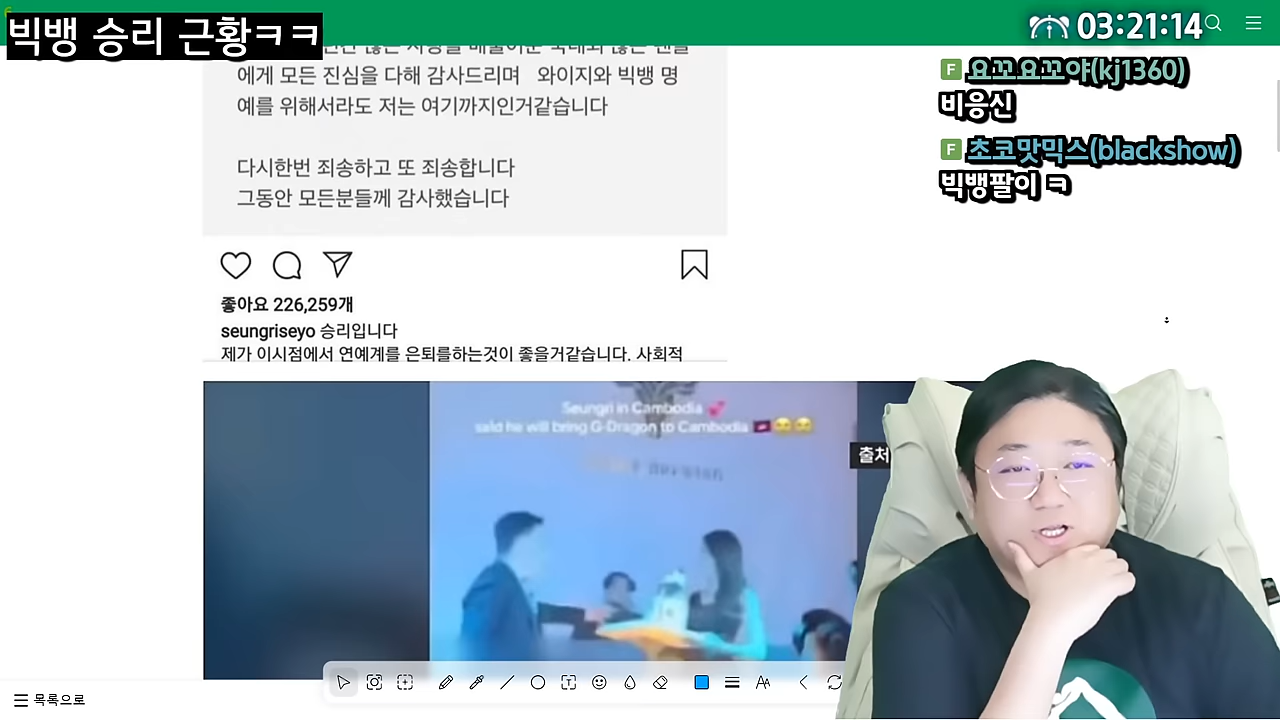 빅뱅 승리 근황ㅋㅋ
03:21:14
에게 모든 진심을 다해 감사드리며 와이지와 빅뱅 명
예를 위해서라도 저는 여기까지인거같습니다
다시한번 죄송하고 또 죄송합니다
그동안 모든분들께 감사했습니다
좋아요 226,259개
seungriseyo 승리입니다
제가 이시점에서 연예계를 은퇴를하는것이 좋을거같습니다. 사회적
F 요꼬요꼬야(kj1360)
비응신
F 초코맛믹스(blackshow)
빅뱅팔이 ㅋ
Seungri in Cambodia 💕
said he will bring G-Dragon to Cambodia 🇰🇭😭😭
출처
목록으로